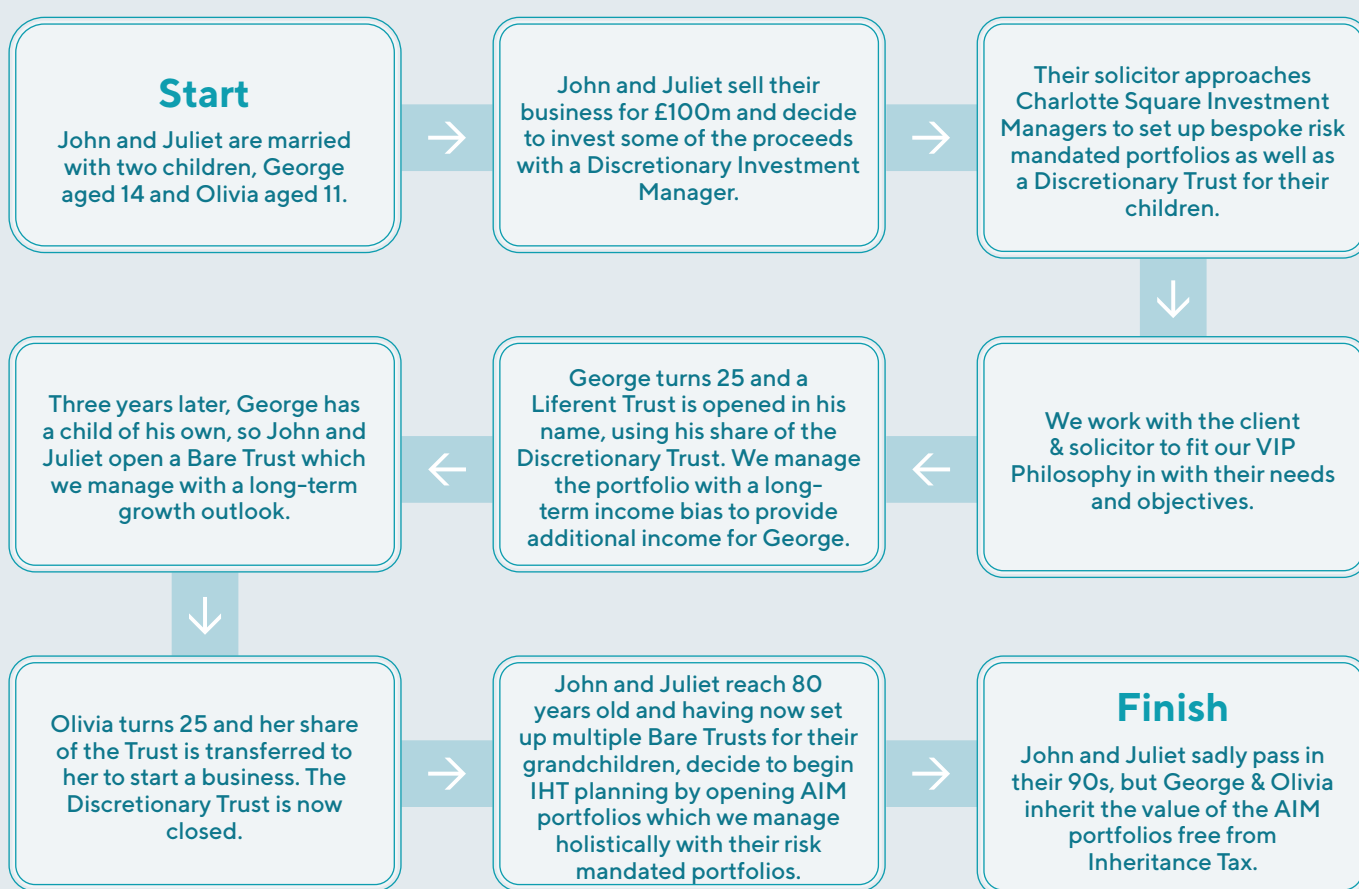 Start
John and Juliet are married
with two children, George
aged 14 and Olivia aged 11.
John and Juliet sell their
business for £100m and decide
to invest some of the proceeds
with a Discretionary Investment
Manager.
Their solicitor approaches
Charlotte Square Investment
Managers to set up bespoke risk
mandated portfolios as well as
a Discretionary Trust for their
children.
We work with the client
& solicitor to fit our VIP
Philosophy in with their needs
and objectives.
George turns 25 and a
Liferent Trust is opened in his
name, using his share of the
Discretionary Trust. We manage
the portfolio with a long-
term income bias to provide
additional income for George.
Three years later, George has
a child of his own, so John and
Juliet open a Bare Trust which
we manage with a long-term
growth outlook.
Olivia turns 25 and her share
of the Trust is transferred to
her to start a business. The
Discretionary Trust is now
closed.
John and Juliet reach 80
years old and having now set
up multiple Bare Trusts for their
grandchildren, decide to begin
IHT planning by opening AIM
portfolios which we manage
holistically with their risk
mandated portfolios.
Finish
John and Juliet sadly pass in
their 90s, but George & Olivia
inherit the value of the AIM
portfolios free from
Inheritance Tax.